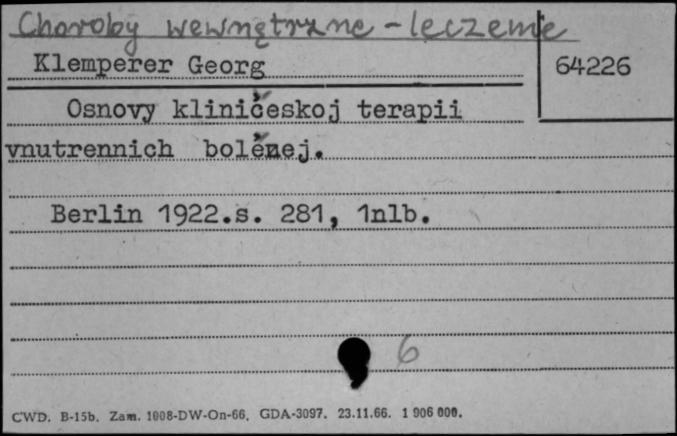 Choroby wewnętrzne - leczenie
Klemperer Georg
64226
Osnovy kliničeskoj terapii
vnutrennich bolěznej.
Berlin 1922.s. 281, 1nlb.
6
CWD. B-15b. Zam. 1008-DW-On-66. GDA-3097. 23.11.66. 1 906 000.